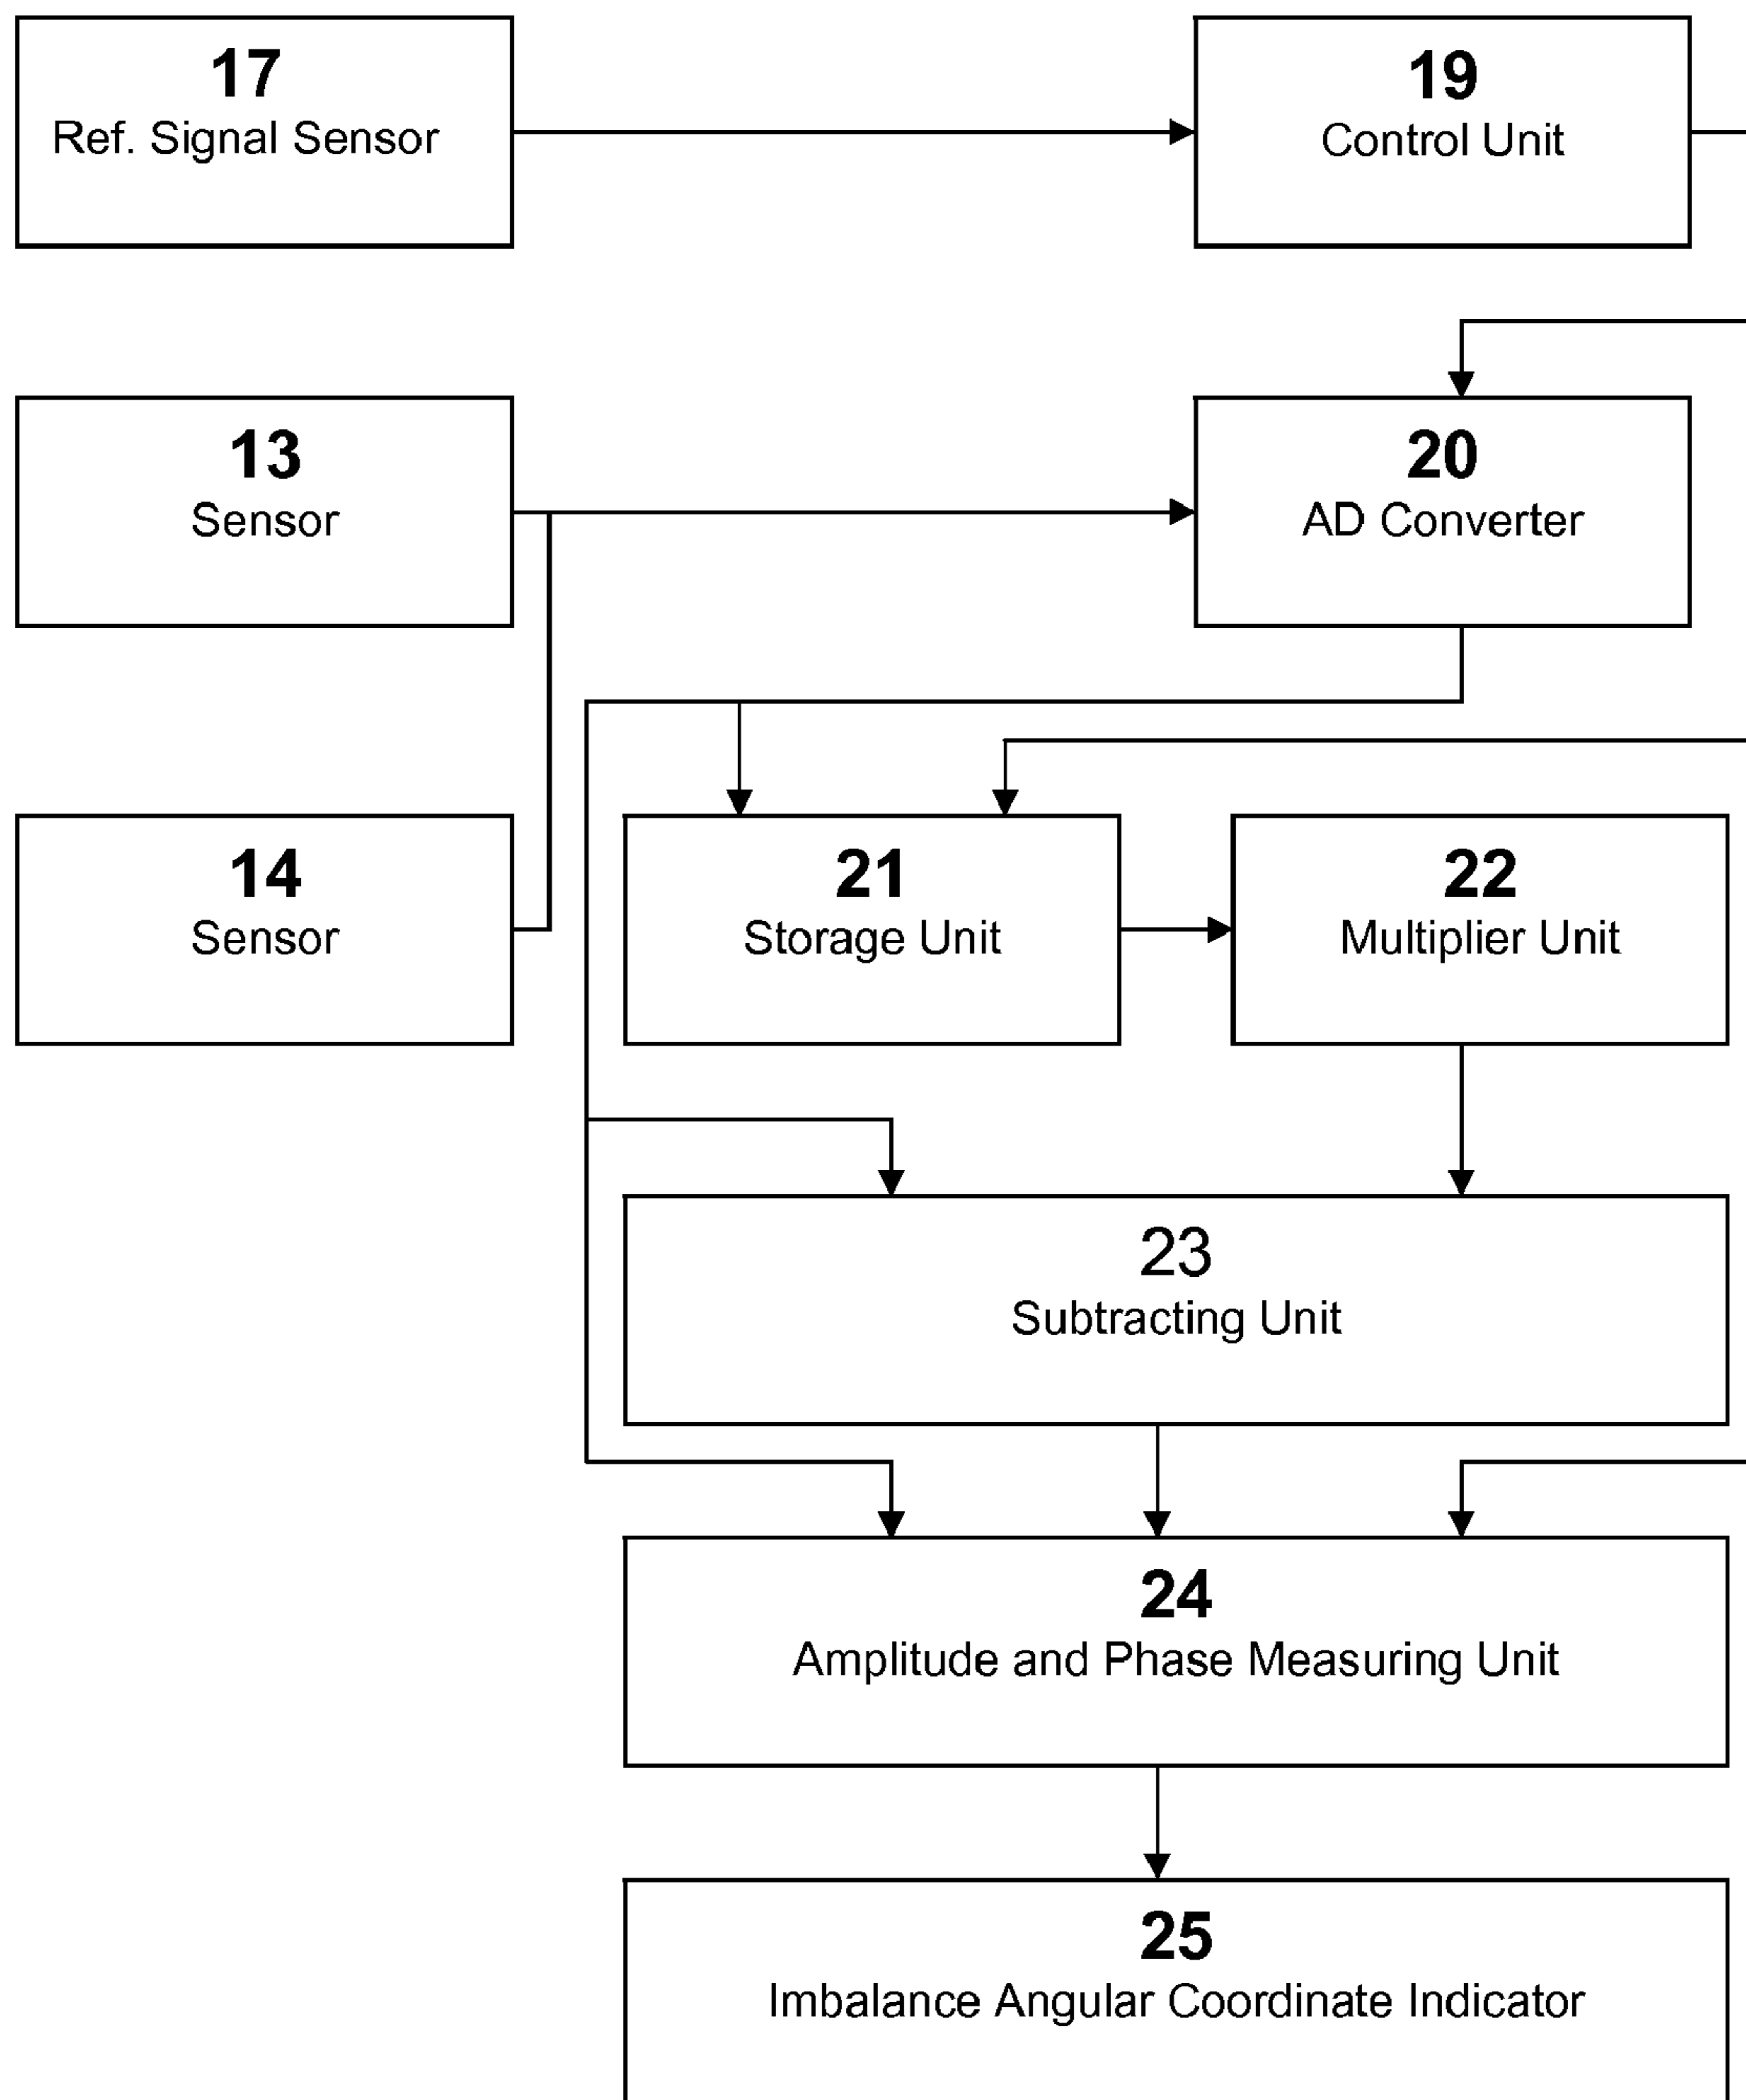 17
Ref. Signal Sensor
19
Control Unit
13
Sensor
20
AD Converter
14
Sensor
21
Storage Unit
22
Multiplier Unit
23
Subtracting Unit
24
Amplitude and Phase Measuring Unit
25
Imbalance Angular Coordinate Indicator